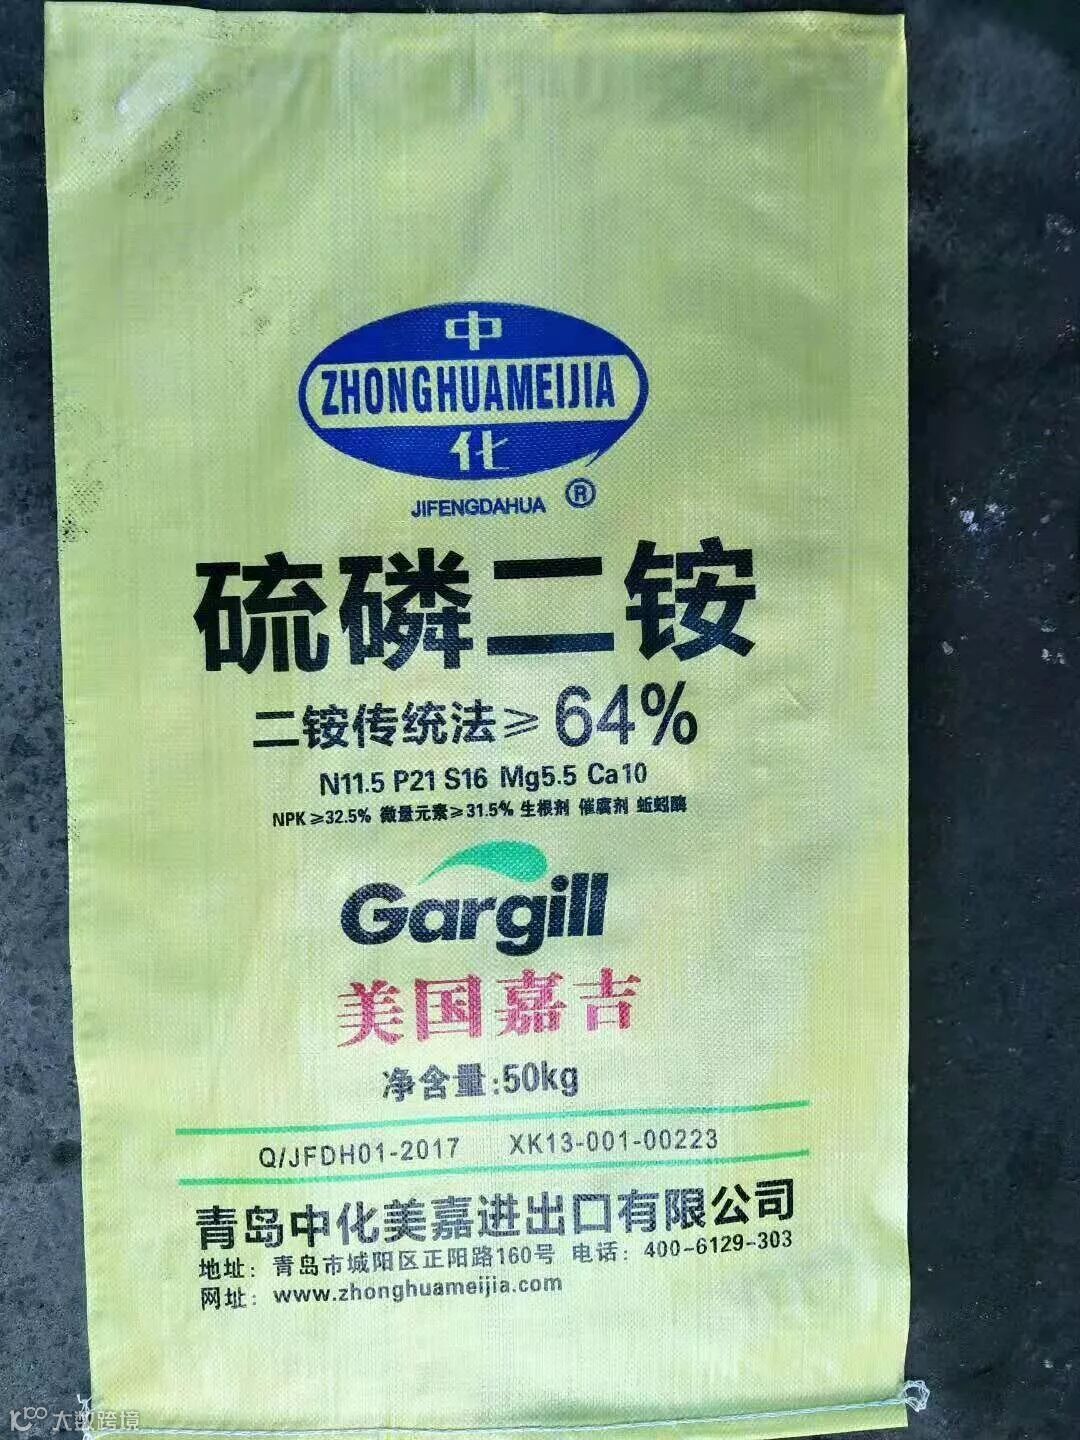 中
ZHONGHUAMEIJIA
化
JIFENGDAHUA ®
硫磷二铵
二铵传统法≥64%
N11.5 P21 S16 Mg5.5 Ca10
NPK≥32.5% 微量元素≥31.5% 生根剂 催腐剂 蚯蚓酶
Gargill
美国嘉吉
净含量:50kg
Q/JFDH01-2017 XK13-001-00223
青岛中化美嘉进出口有限公司
地址：青岛市城阳区正阳路160号 电话：400-6129-303
网址：www.zhonghuameijia.com
大数跨境